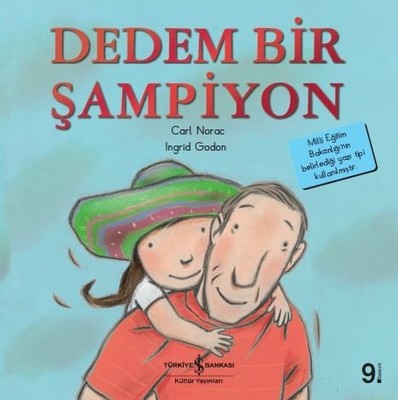 DEDEM BİR
ŞAMPİYON
Carl Norac
Ingrid Godon
Milli Eğitim
Bakanlığı'nın
belirlediği yazı tipi
kullanılmıştır.
TÜRKİYE İŞ BANKASI
Kültür Yayınları
9. Basım